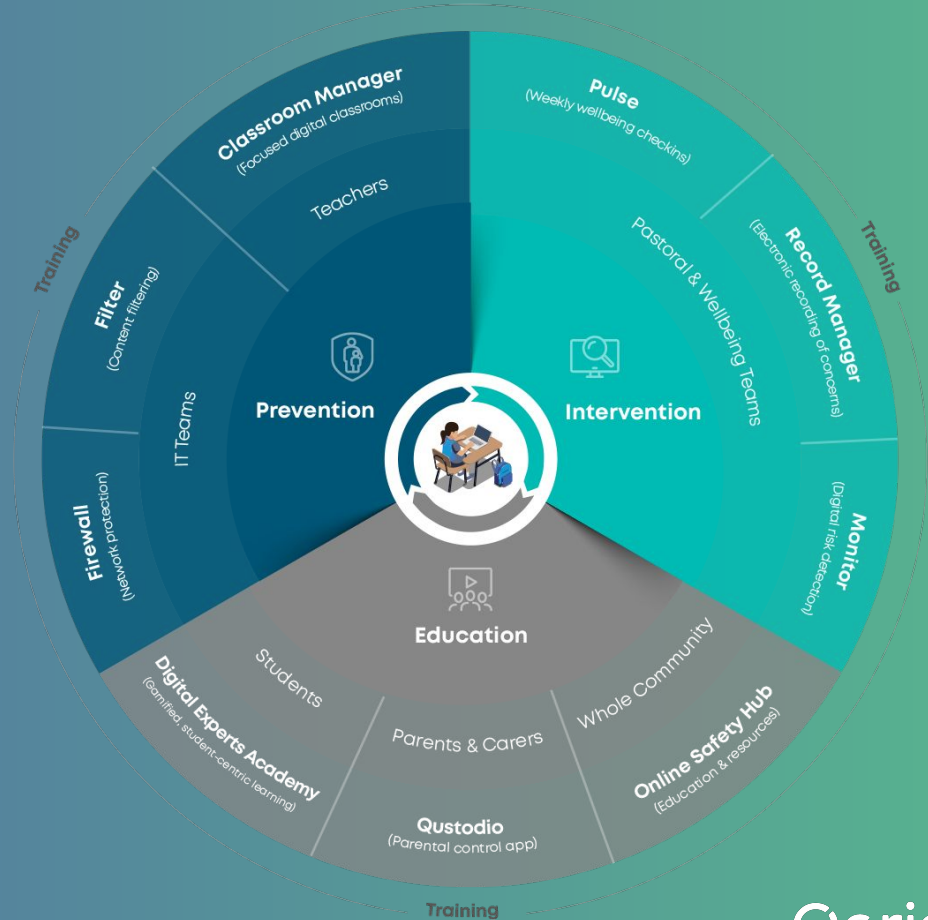 Classroom Manager
(Focused digital classrooms)
Teachers
Pulse
(Weekly wellbeing checkins)
Pastoral & Wellbeing Teams
Record Manager
(Electronic recording of concerns)
Training
Training
Filter
(Content filtering)
IT Teams
Prevention
Intervention
Firewall
(Network protection)
Monitor
(Digital risk detection)
Education
Students
Digital Experts Academy
(Gamified, student-centric learning)
Parents & Carers
Qustodio
(Parental control app)
Whole Community
Online Safety Hub
(Education & resources)
Training